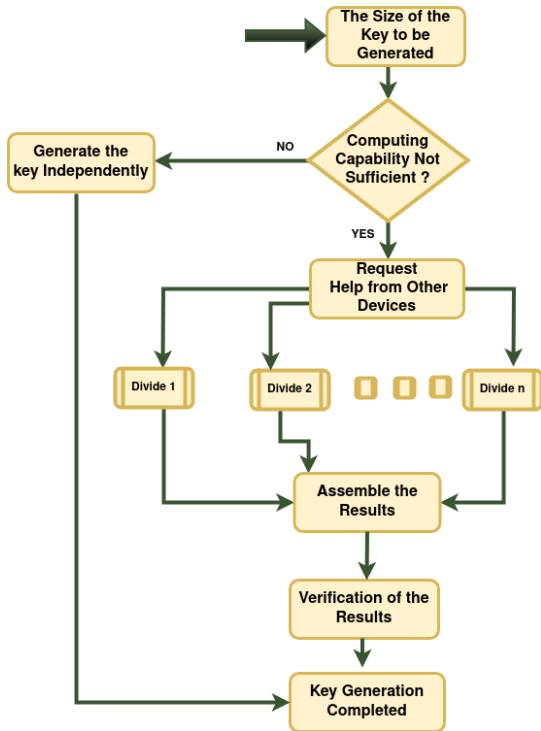 The Size of the
Key to be
Generated
Computing
Capability Not
Sufficient ?
NO
Generate the
key Independently
YES
Request
Help from Other
Devices
Divide 1
Divide 2
Divide n
Assemble the
Results
Verification of the
Results
Key Generation
Completed